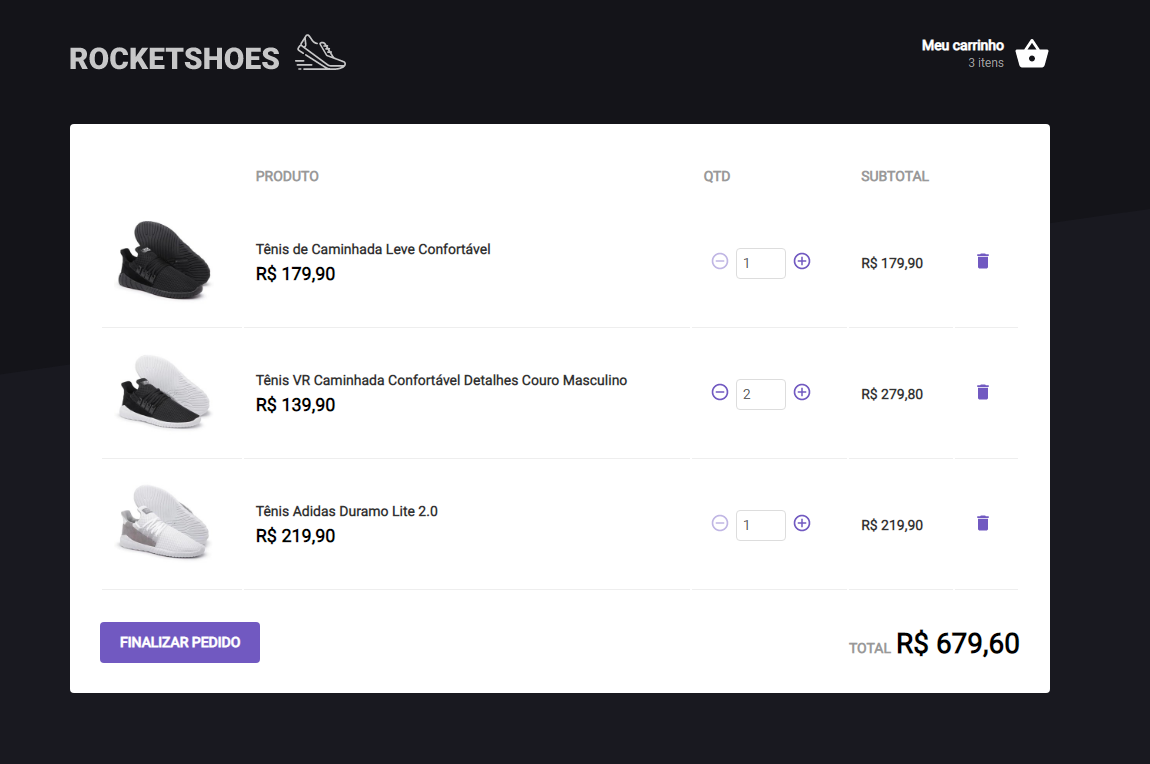 ROCKETSHOES
Meu carrinho
3 itens
PRODUTO QTD SUBTOTAL
Tênis de Caminhada Leve Confortável
R$ 179,90
1
R$ 179,90
Tênis VR Caminhada Confortável Detalhes Couro Masculino
R$ 139,90
2
R$ 279,80
Tênis Adidas Duramo Lite 2.0
R$ 219,90
1
R$ 219,90
FINALIZAR PEDIDO
TOTAL R$ 679,60